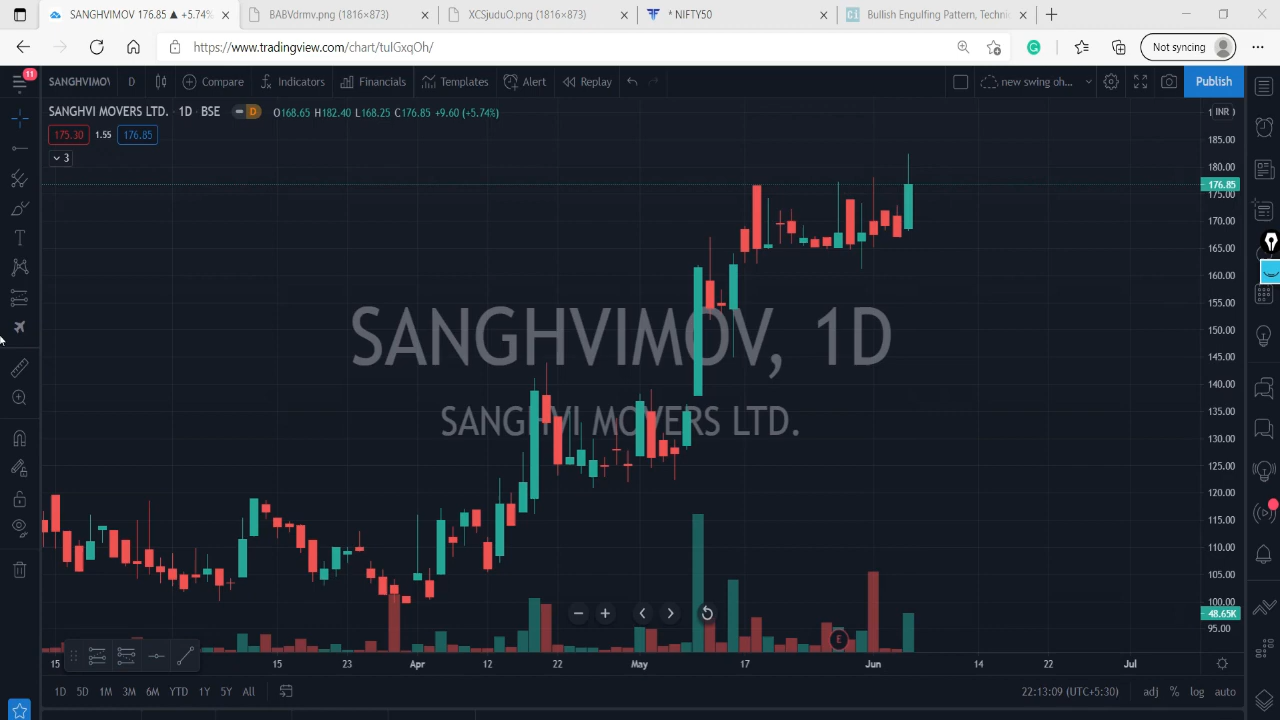 SANGHVIMOV 176.85 ▲ +5.74%
BABVdrmv.png (1816×873)
XCSjuduO.png (1816×873)
* NIFTY50
Bullish Engulfing Pattern, Techni
https://www.tradingview.com/chart/tuIGxqOh/
Not syncing
11
SANGHVIMOV
D
Compare
Indicators
Financials
Templates
Alert
Replay
new swing oh...
Publish
SANGHVI MOVERS LTD. 1D BSE
D
O168.65 H182.40 L168.25 C176.85 +9.60 (+5.74%)
INR
175.30 1.55 176.85
3
185.00
180.00
176.85
175.00
170.00
165.00
160.00
155.00
150.00
145.00
140.00
135.00
130.00
125.00
120.00
115.00
110.00
105.00
100.00
48.65K
95.00
SANGHVIMOV, 1D
SANGHVI MOVERS LTD.
E
15 15 23 Apr 12 22 May 17 Jun 14 22 Jul
1D 5D 1M 3M 6M YTD 1Y 5Y All
22:13:09 (UTC+5:30)
adj % log auto